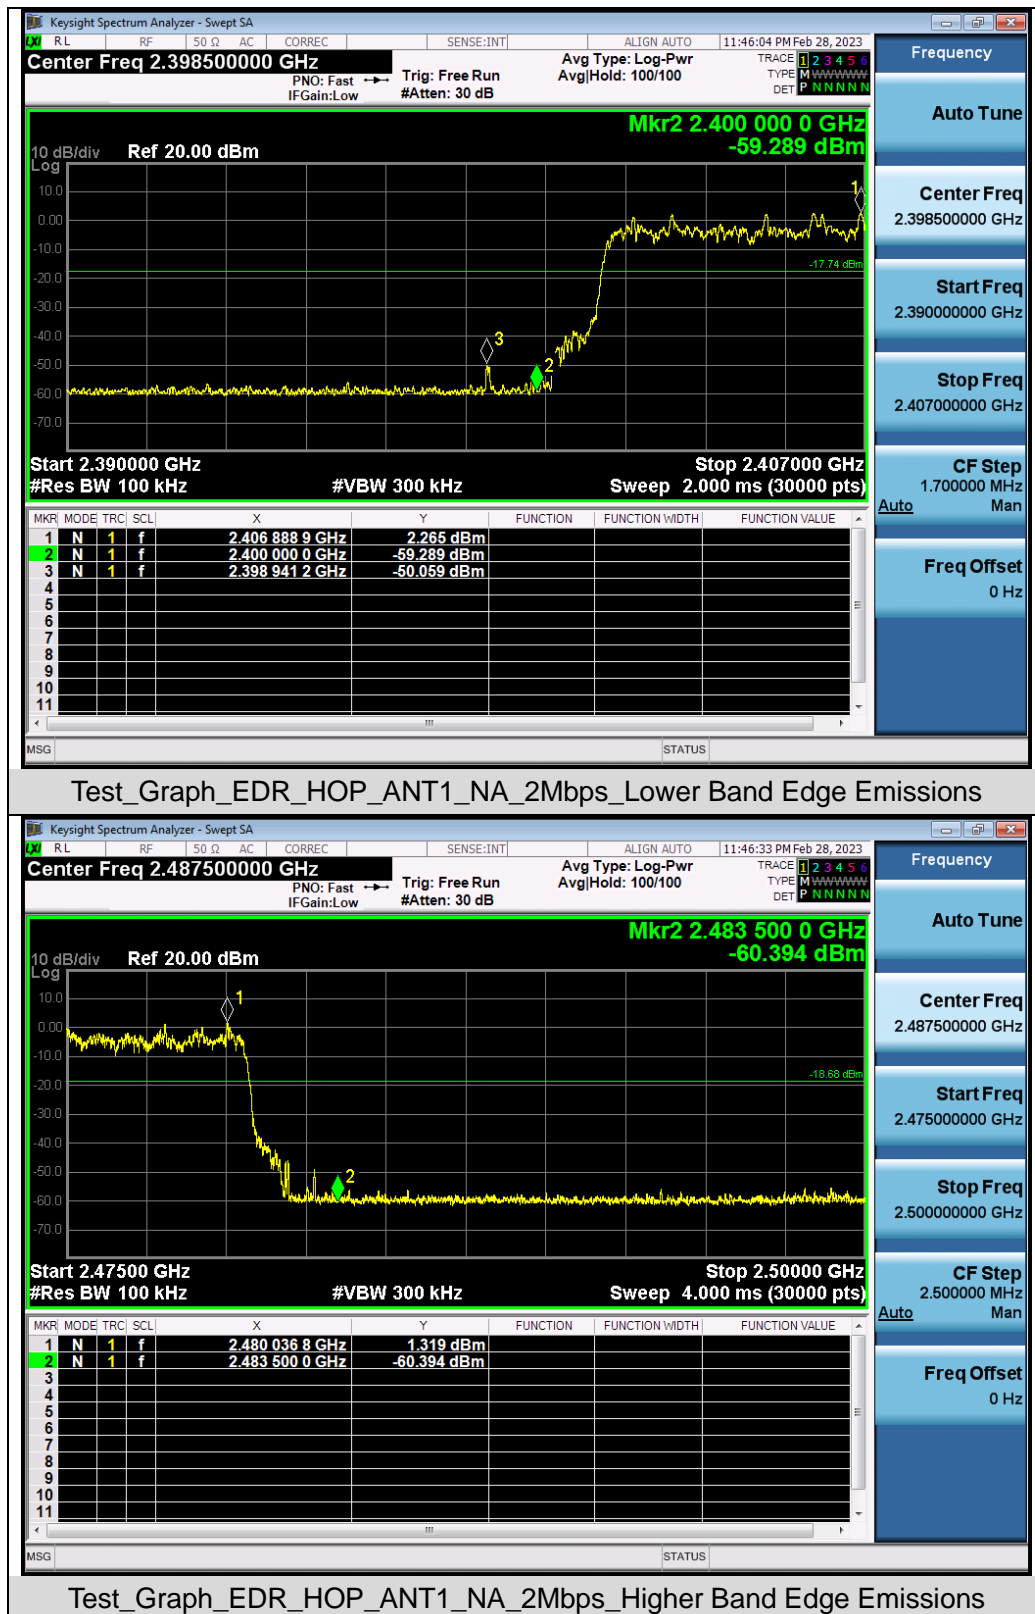 Keysight Spectrum Analyzer - Swept SA
LXI RL RF 50 Ω AC CORREC SENSE:INT ALIGN AUTO 11:46:04 PM Feb 28, 2023
Center Freq 2.398500000 GHz
PNO: Fast
IFGain:Low
Trig: Free Run
#Atten: 30 dB
Avg Type: Log-Pwr
Avg|Hold: 100/100
TRACE 1 2 3 4 5 6
TYPE M W W W W W
DET P N N N N N
Mkr2 2.400 000 0 GHz
-59.289 dBm
10 dB/div Ref 20.00 dBm
Log
10.0
0.00
-10.0
-20.0
-30.0
-40.0
-50.0
-60.0
-70.0
1
-17.74 dBm
3
2
Start 2.390000 GHz Stop 2.407000 GHz
#Res BW 100 kHz #VBW 300 kHz Sweep 2.000 ms (30000 pts)
MKR MODE TRC SCL X Y FUNCTION FUNCTION WIDTH FUNCTION VALUE
1 N 1 f 2.406 888 9 GHz 2.265 dBm
2 N 1 f 2.400 000 0 GHz -59.289 dBm
3 N 1 f 2.398 941 2 GHz -50.059 dBm
4
5
6
7
8
9
10
11
MSG STATUS
Frequency
Auto Tune
Center Freq
2.398500000 GHz
Start Freq
2.390000000 GHz
Stop Freq
2.407000000 GHz
CF Step
1.700000 MHz
Auto Man
Freq Offset
0 Hz
Test_Graph_EDR_HOP_ANT1_NA_2Mbps_Lower Band Edge Emissions
Keysight Spectrum Analyzer - Swept SA
LXI RL RF 50 Ω AC CORREC SENSE:INT ALIGN AUTO 11:46:33 PM Feb 28, 2023
Center Freq 2.487500000 GHz
PNO: Fast
IFGain:Low
Trig: Free Run
#Atten: 30 dB
Avg Type: Log-Pwr
Avg|Hold: 100/100
TRACE 1 2 3 4 5 6
TYPE M W W W W W
DET P N N N N N
Mkr2 2.483 500 0 GHz
-60.394 dBm
10 dB/div Ref 20.00 dBm
Log
10.0
0.00
-10.0
-20.0
-30.0
-40.0
-50.0
-60.0
-70.0
1
-18.68 dBm
2
Start 2.47500 GHz Stop 2.50000 GHz
#Res BW 100 kHz #VBW 300 kHz Sweep 4.000 ms (30000 pts)
MKR MODE TRC SCL X Y FUNCTION FUNCTION WIDTH FUNCTION VALUE
1 N 1 f 2.480 036 8 GHz 1.319 dBm
2 N 1 f 2.483 500 0 GHz -60.394 dBm
3
4
5
6
7
8
9
10
11
MSG STATUS
Frequency
Auto Tune
Center Freq
2.487500000 GHz
Start Freq
2.475000000 GHz
Stop Freq
2.500000000 GHz
CF Step
2.500000 MHz
Auto Man
Freq Offset
0 Hz
Test_Graph_EDR_HOP_ANT1_NA_2Mbps_Higher Band Edge Emissions